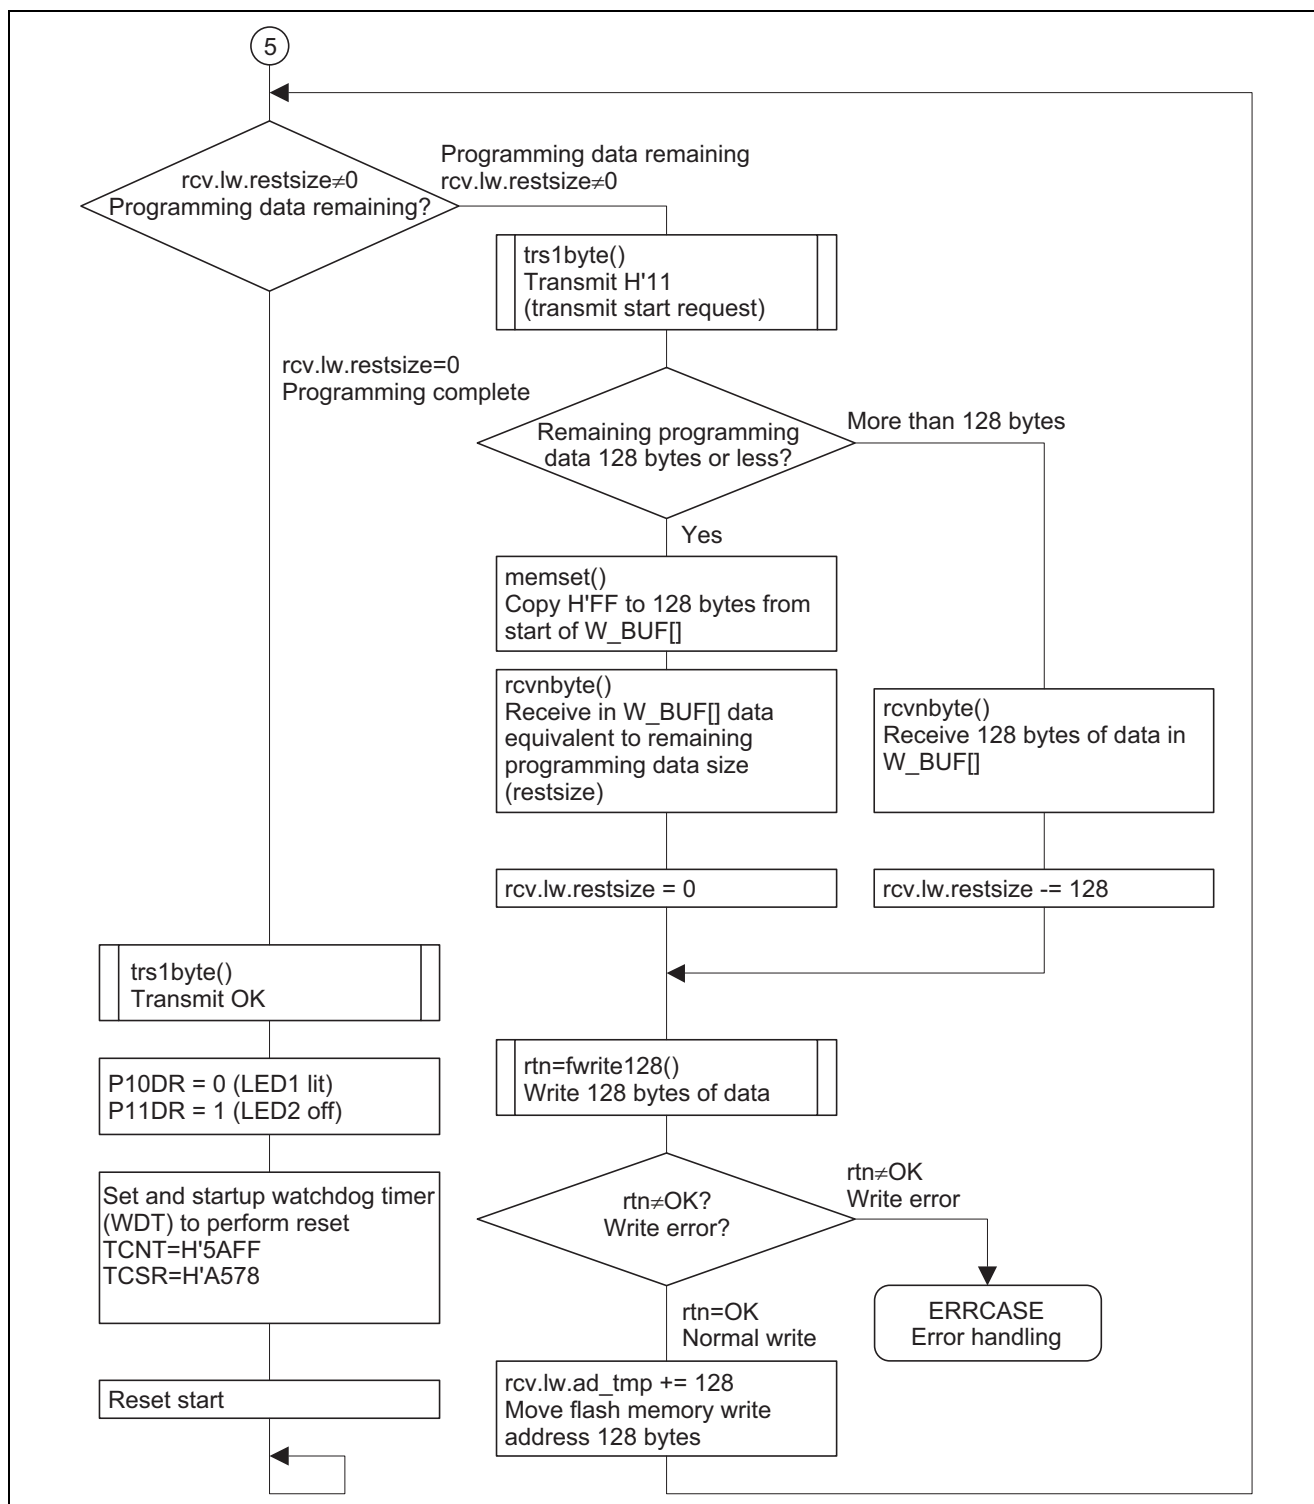 5
rcv.lw.restsize≠0
Programming data remaining?
Programming data remaining
rcv.lw.restsize≠0
trs1byte()
Transmit H'11
(transmit start request)
rcv.lw.restsize=0
Programming complete
Remaining programming
data 128 bytes or less?
More than 128 bytes
Yes
memset()
Copy H'FF to 128 bytes from
start of W_BUF[]
rcvnbyte()
Receive in W_BUF[] data
equivalent to remaining
programming data size
(restsize)
rcvnbyte()
Receive 128 bytes of data in
W_BUF[]
rcv.lw.restsize = 0
rcv.lw.restsize -= 128
trs1byte()
Transmit OK
P10DR = 0 (LED1 lit)
P11DR = 1 (LED2 off)
Set and startup watchdog timer
(WDT) to perform reset
TCNT=H'5AFF
TCSR=H'A578
Reset start
rtn=fwrite128()
Write 128 bytes of data
rtn≠OK?
Write error?
rtn≠OK
Write error
ERRCASE
Error handling
rtn=OK
Normal write
rcv.lw.ad_tmp += 128
Move flash memory write
address 128 bytes